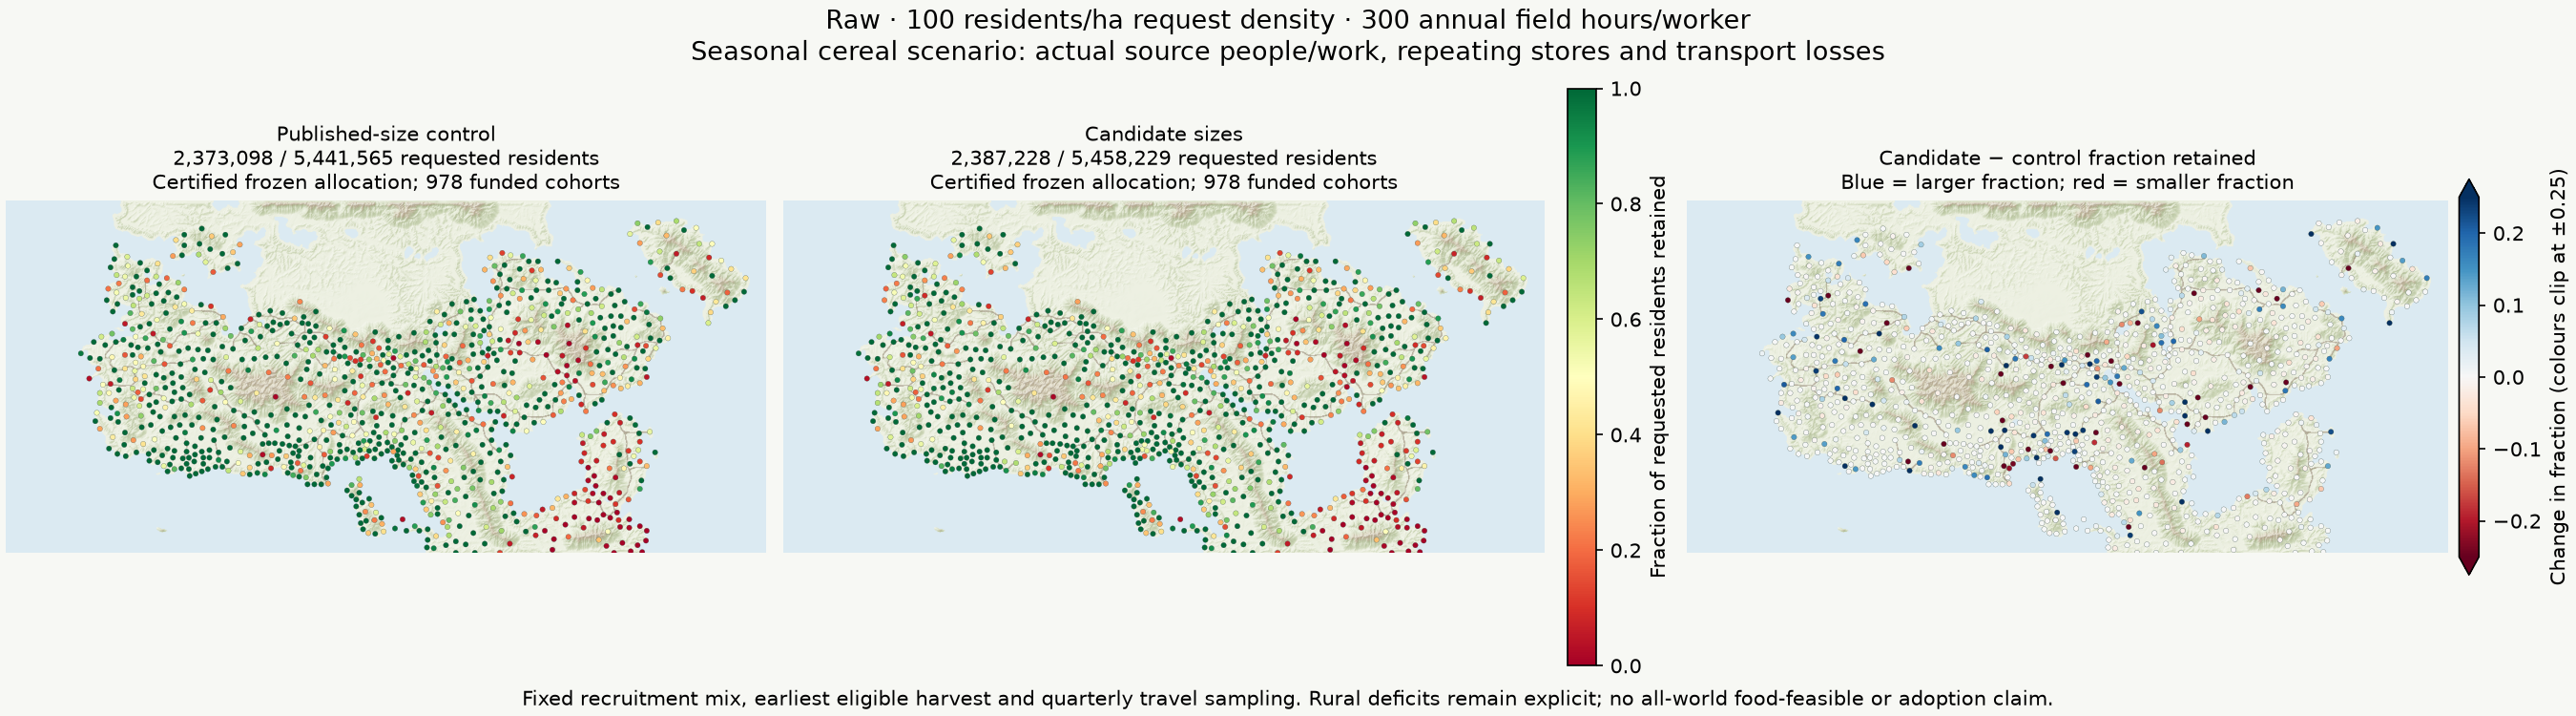 Raw · 100 residents/ha request density · 300 annual field hours/worker
Seasonal cereal scenario: actual source people/work, repeating stores and transport losses
Published-size control
2,373,098 / 5,441,565 requested residents
Certified frozen allocation; 978 funded cohorts
Candidate sizes
2,387,228 / 5,458,229 requested residents
Certified frozen allocation; 978 funded cohorts
1.0
0.8
0.6
0.4
0.2
0.0
Fraction of requested residents retained
Candidate − control fraction retained
Blue = larger fraction; red = smaller fraction
0.2
0.1
0.0
−0.1
−0.2
Change in fraction (colours clip at ±0.25)
Fixed recruitment mix, earliest eligible harvest and quarterly travel sampling. Rural deficits remain explicit; no all-world food-feasible or adoption claim.